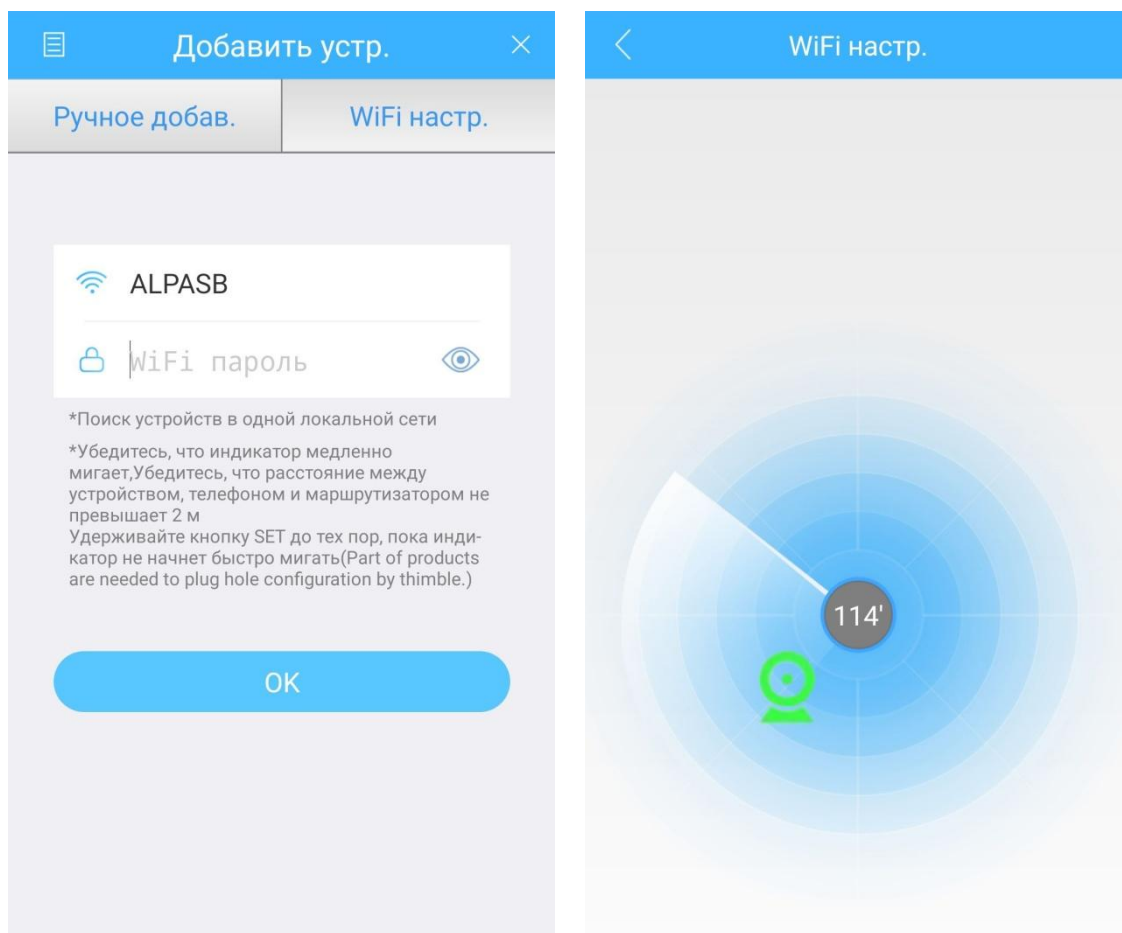 Добавить устр.
Ручное добав.
WiFi настр.
ALPASB
WiFi пароль
*Поиск устройств в одной локальной сети
*Убедитесь, что индикатор медленно
мигает,Убедитесь, что расстояние между
устройством, телефоном и маршрутизатором не
превышает 2 м
Удерживайте кнопку SET до тех пор, пока инди-
катор не начнет быстро мигать(Part of products
are needed to plug hole configuration by thimble.)
OK
WiFi настр.
114'